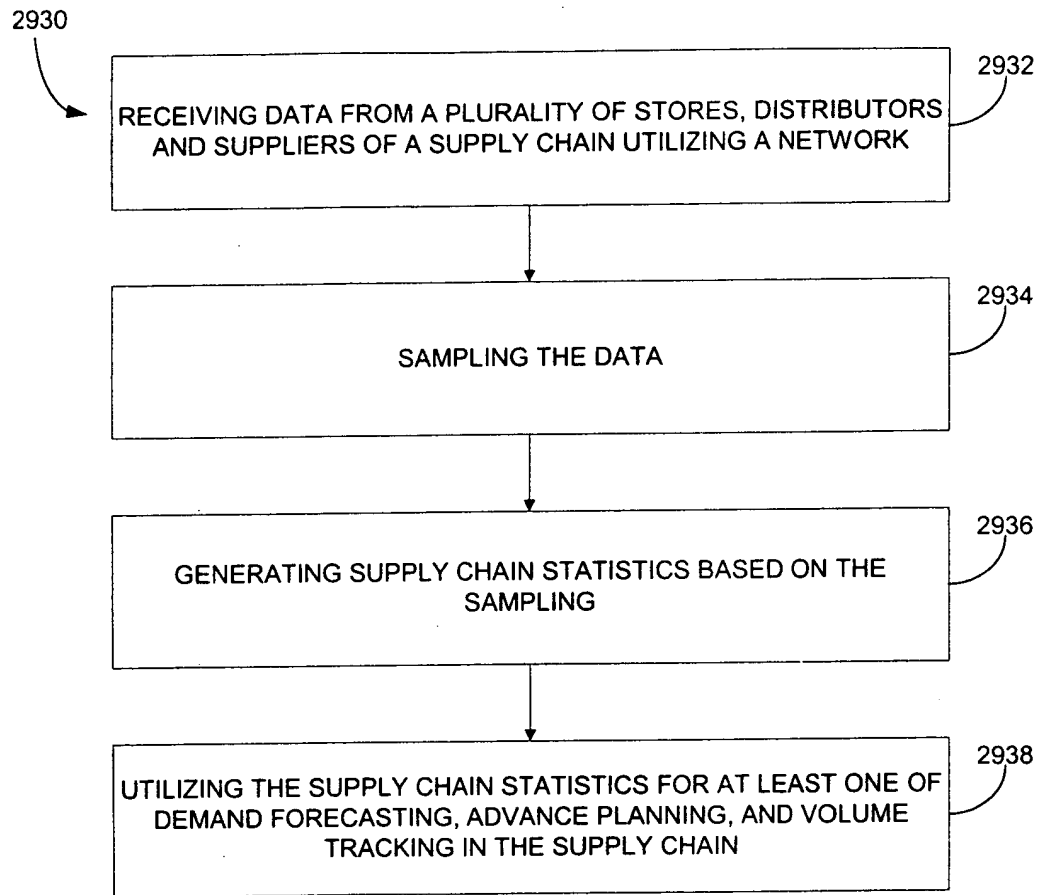 2930
2932
RECEIVING DATA FROM A PLURALITY OF STORES, DISTRIBUTORS
AND SUPPLIERS OF A SUPPLY CHAIN UTILIZING A NETWORK
2934
SAMPLING THE DATA
2936
GENERATING SUPPLY CHAIN STATISTICS BASED ON THE
SAMPLING
2938
UTILIZING THE SUPPLY CHAIN STATISTICS FOR AT LEAST ONE OF
DEMAND FORECASTING, ADVANCE PLANNING, AND VOLUME
TRACKING IN THE SUPPLY CHAIN